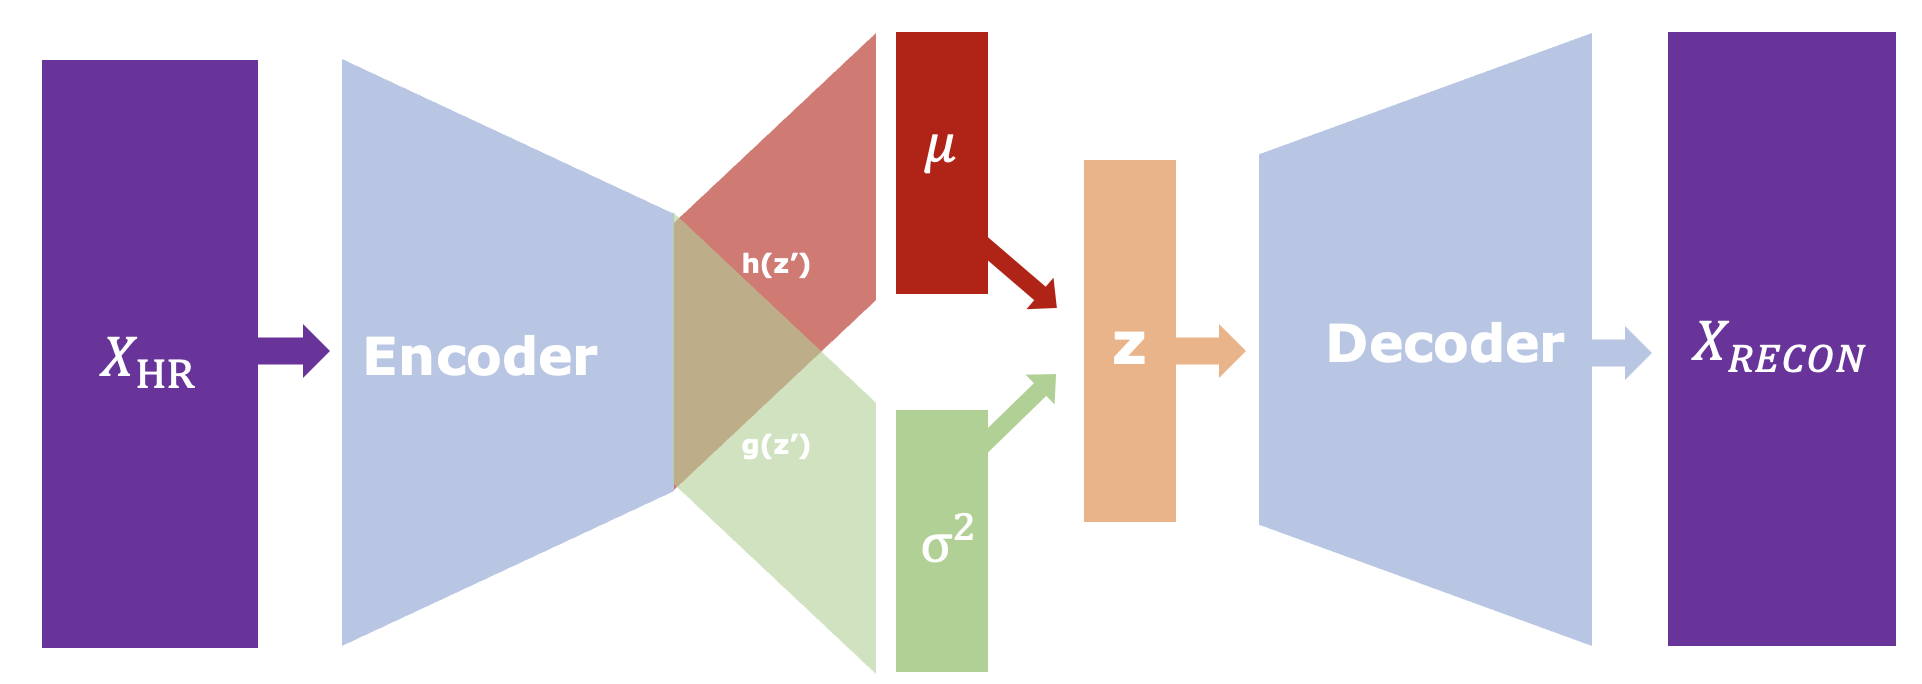 X_HR
Encoder
h(z′)
g(z′)
μ
σ²
z
Decoder
X_RECON